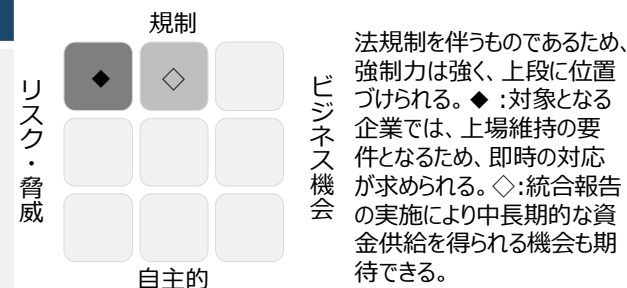 規制
リスク・脅威
◆
◇
ビジネス機会
自主的
法規制を伴うものであるため、
強制力は強く、上段に位置
づけられる。◆：対象となる
企業では、上場維持の要
件となるため、即時の対応
が求められる。◇：統合報告
の実施により中長期的な資
金供給を得られる機会も期
待できる。